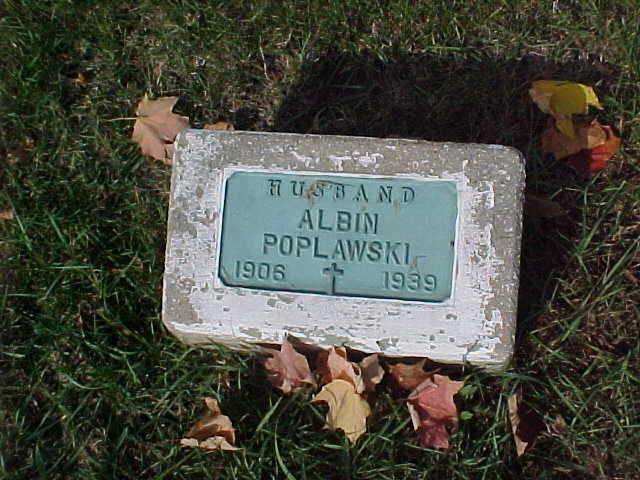 HUSBAND
ALBIN
POPLAWSKI
1906 1939